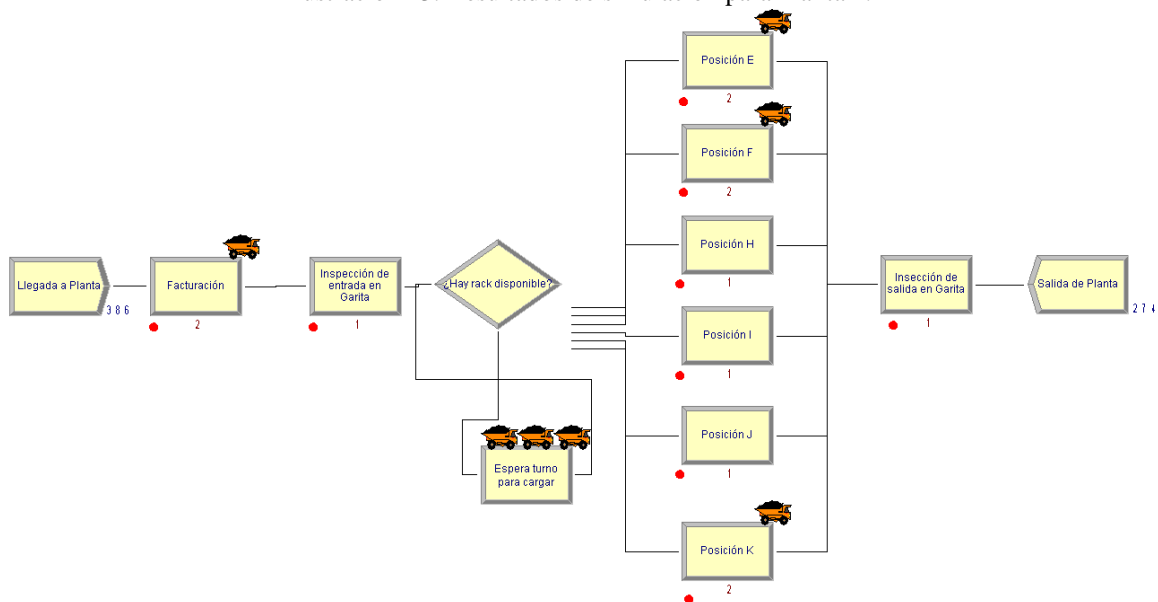 Posición E
2
Posición F
2
Posición H
1
Llegada a Planta
386
Facturación
2
Inspección de
entrada en
Garita
1
¿Hay rack disponible?
Posición I
1
Insección de
salida en Garita
1
Salida de Planta
274
Posición J
1
Espera turno
para cargar
Posición K
2